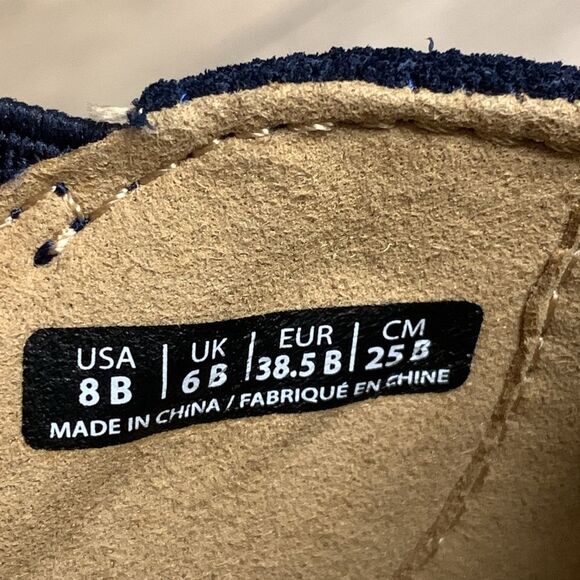 USA | UK | EUR | CM
8 B | 6 B | 38.5 B | 25 B
MADE IN CHINA / FABRIQUÉ EN CHINE